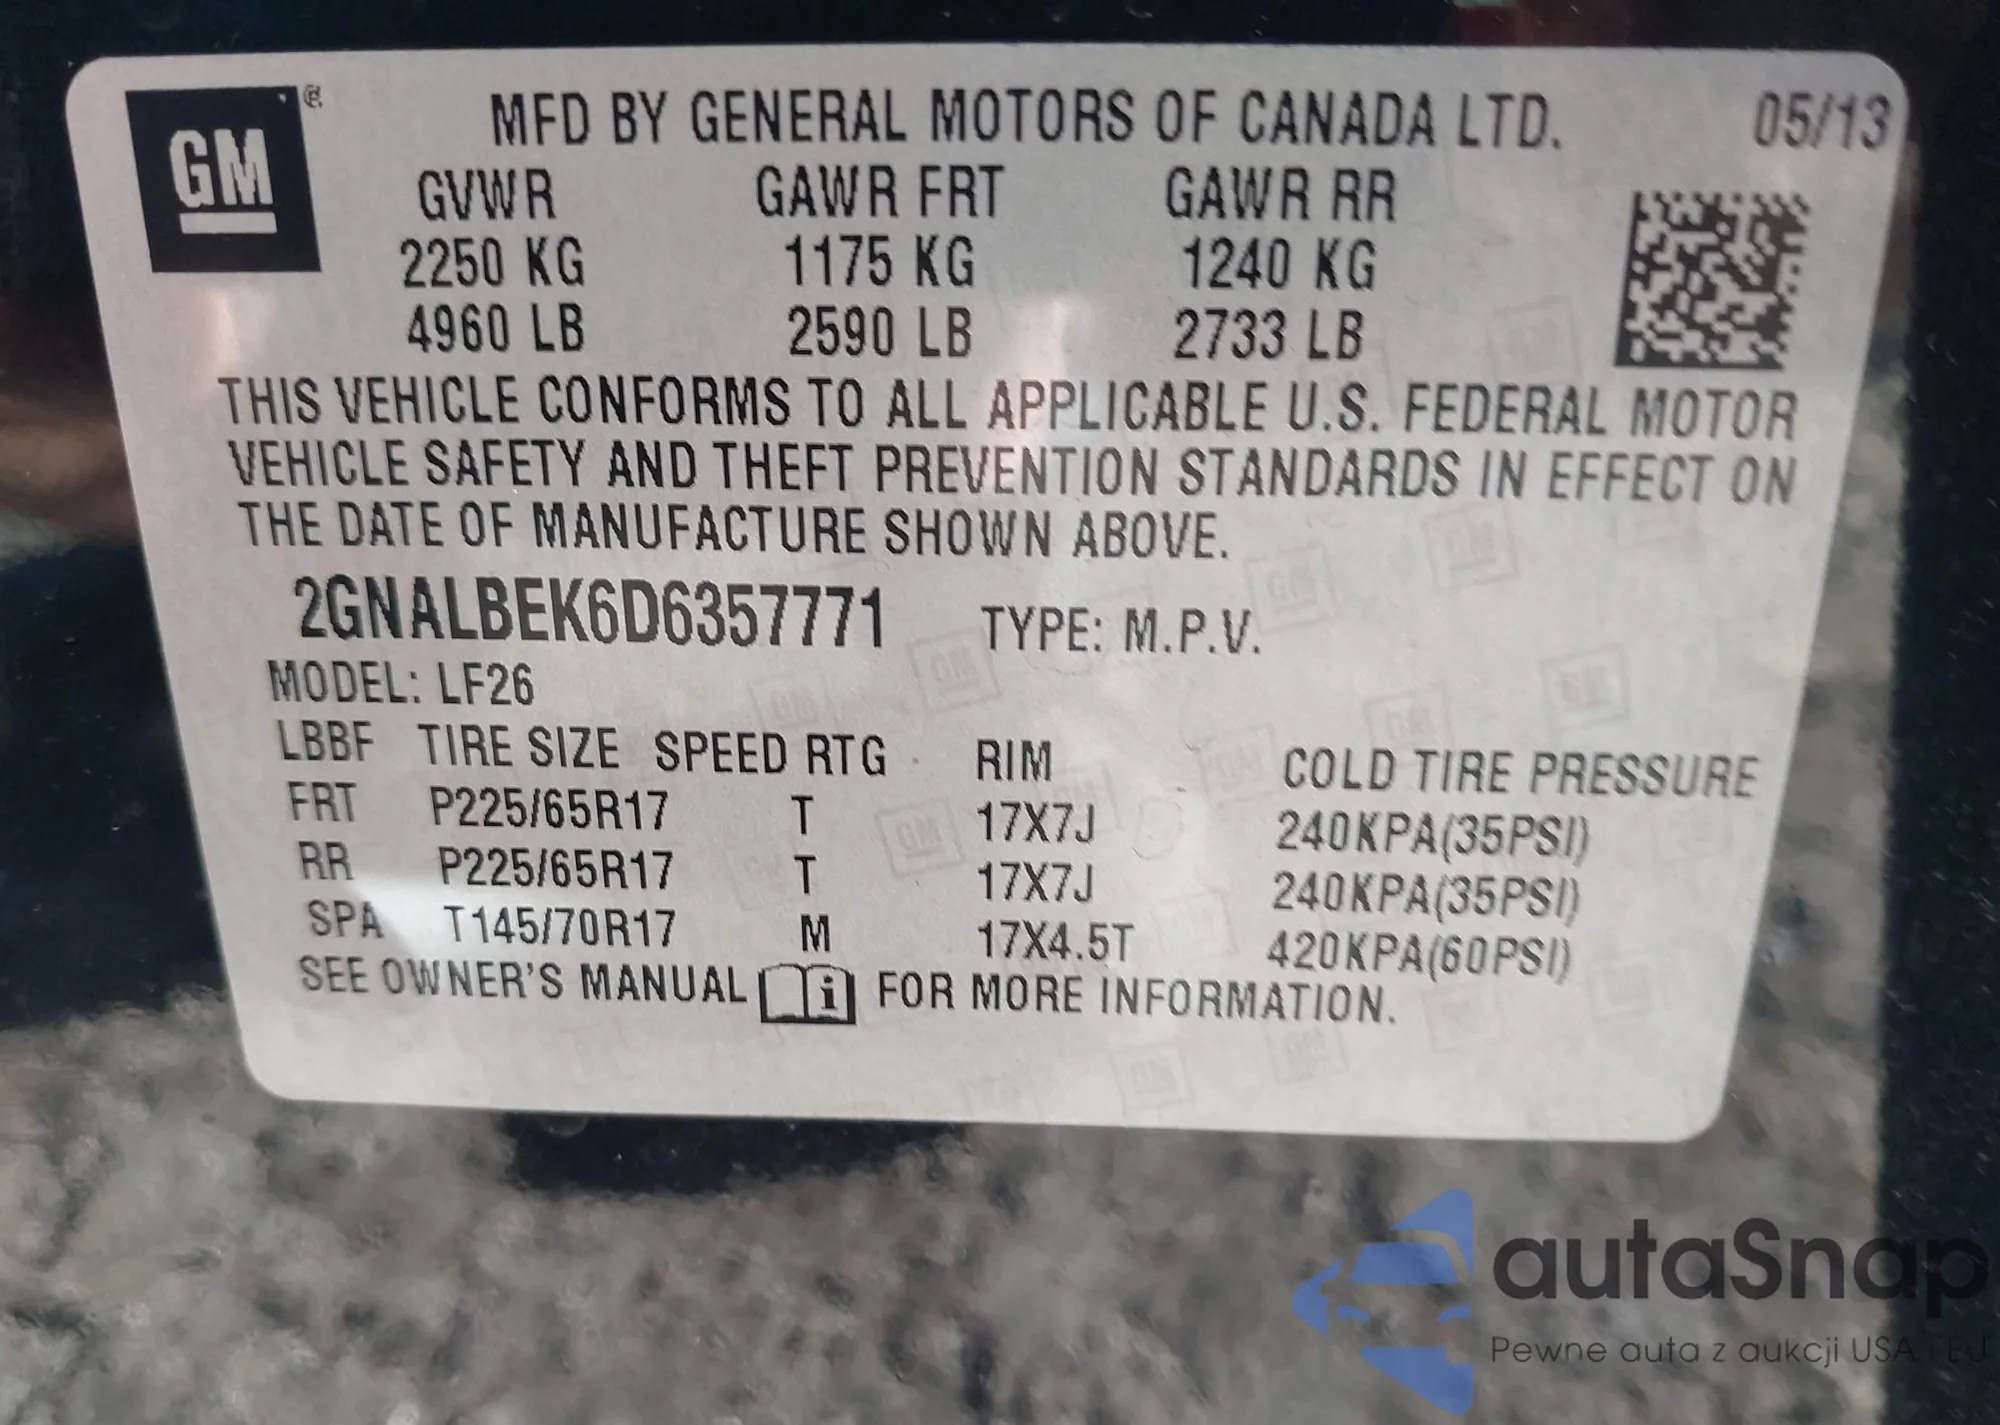 GM ®
MFD BY GENERAL MOTORS OF CANADA LTD. 05/13
GVWR GAWR FRT GAWR RR
2250 KG 1175 KG 1240 KG
4960 LB 2590 LB 2733 LB
THIS VEHICLE CONFORMS TO ALL APPLICABLE U.S. FEDERAL MOTOR
VEHICLE SAFETY AND THEFT PREVENTION STANDARDS IN EFFECT ON
THE DATE OF MANUFACTURE SHOWN ABOVE.
2GNALBEK6D6357771 TYPE: M.P.V.
MODEL: LF26
LBBF TIRE SIZE SPEED RTG RIM COLD TIRE PRESSURE
FRT P225/65R17 T 17X7J 240KPA(35PSI)
RR P225/65R17 T 17X7J 240KPA(35PSI)
SPA T145/70R17 M 17X4.5T 420KPA(60PSI)
SEE OWNER'S MANUAL i FOR MORE INFORMATION.
autaSnap
Pewne auta z aukcji USA i EU